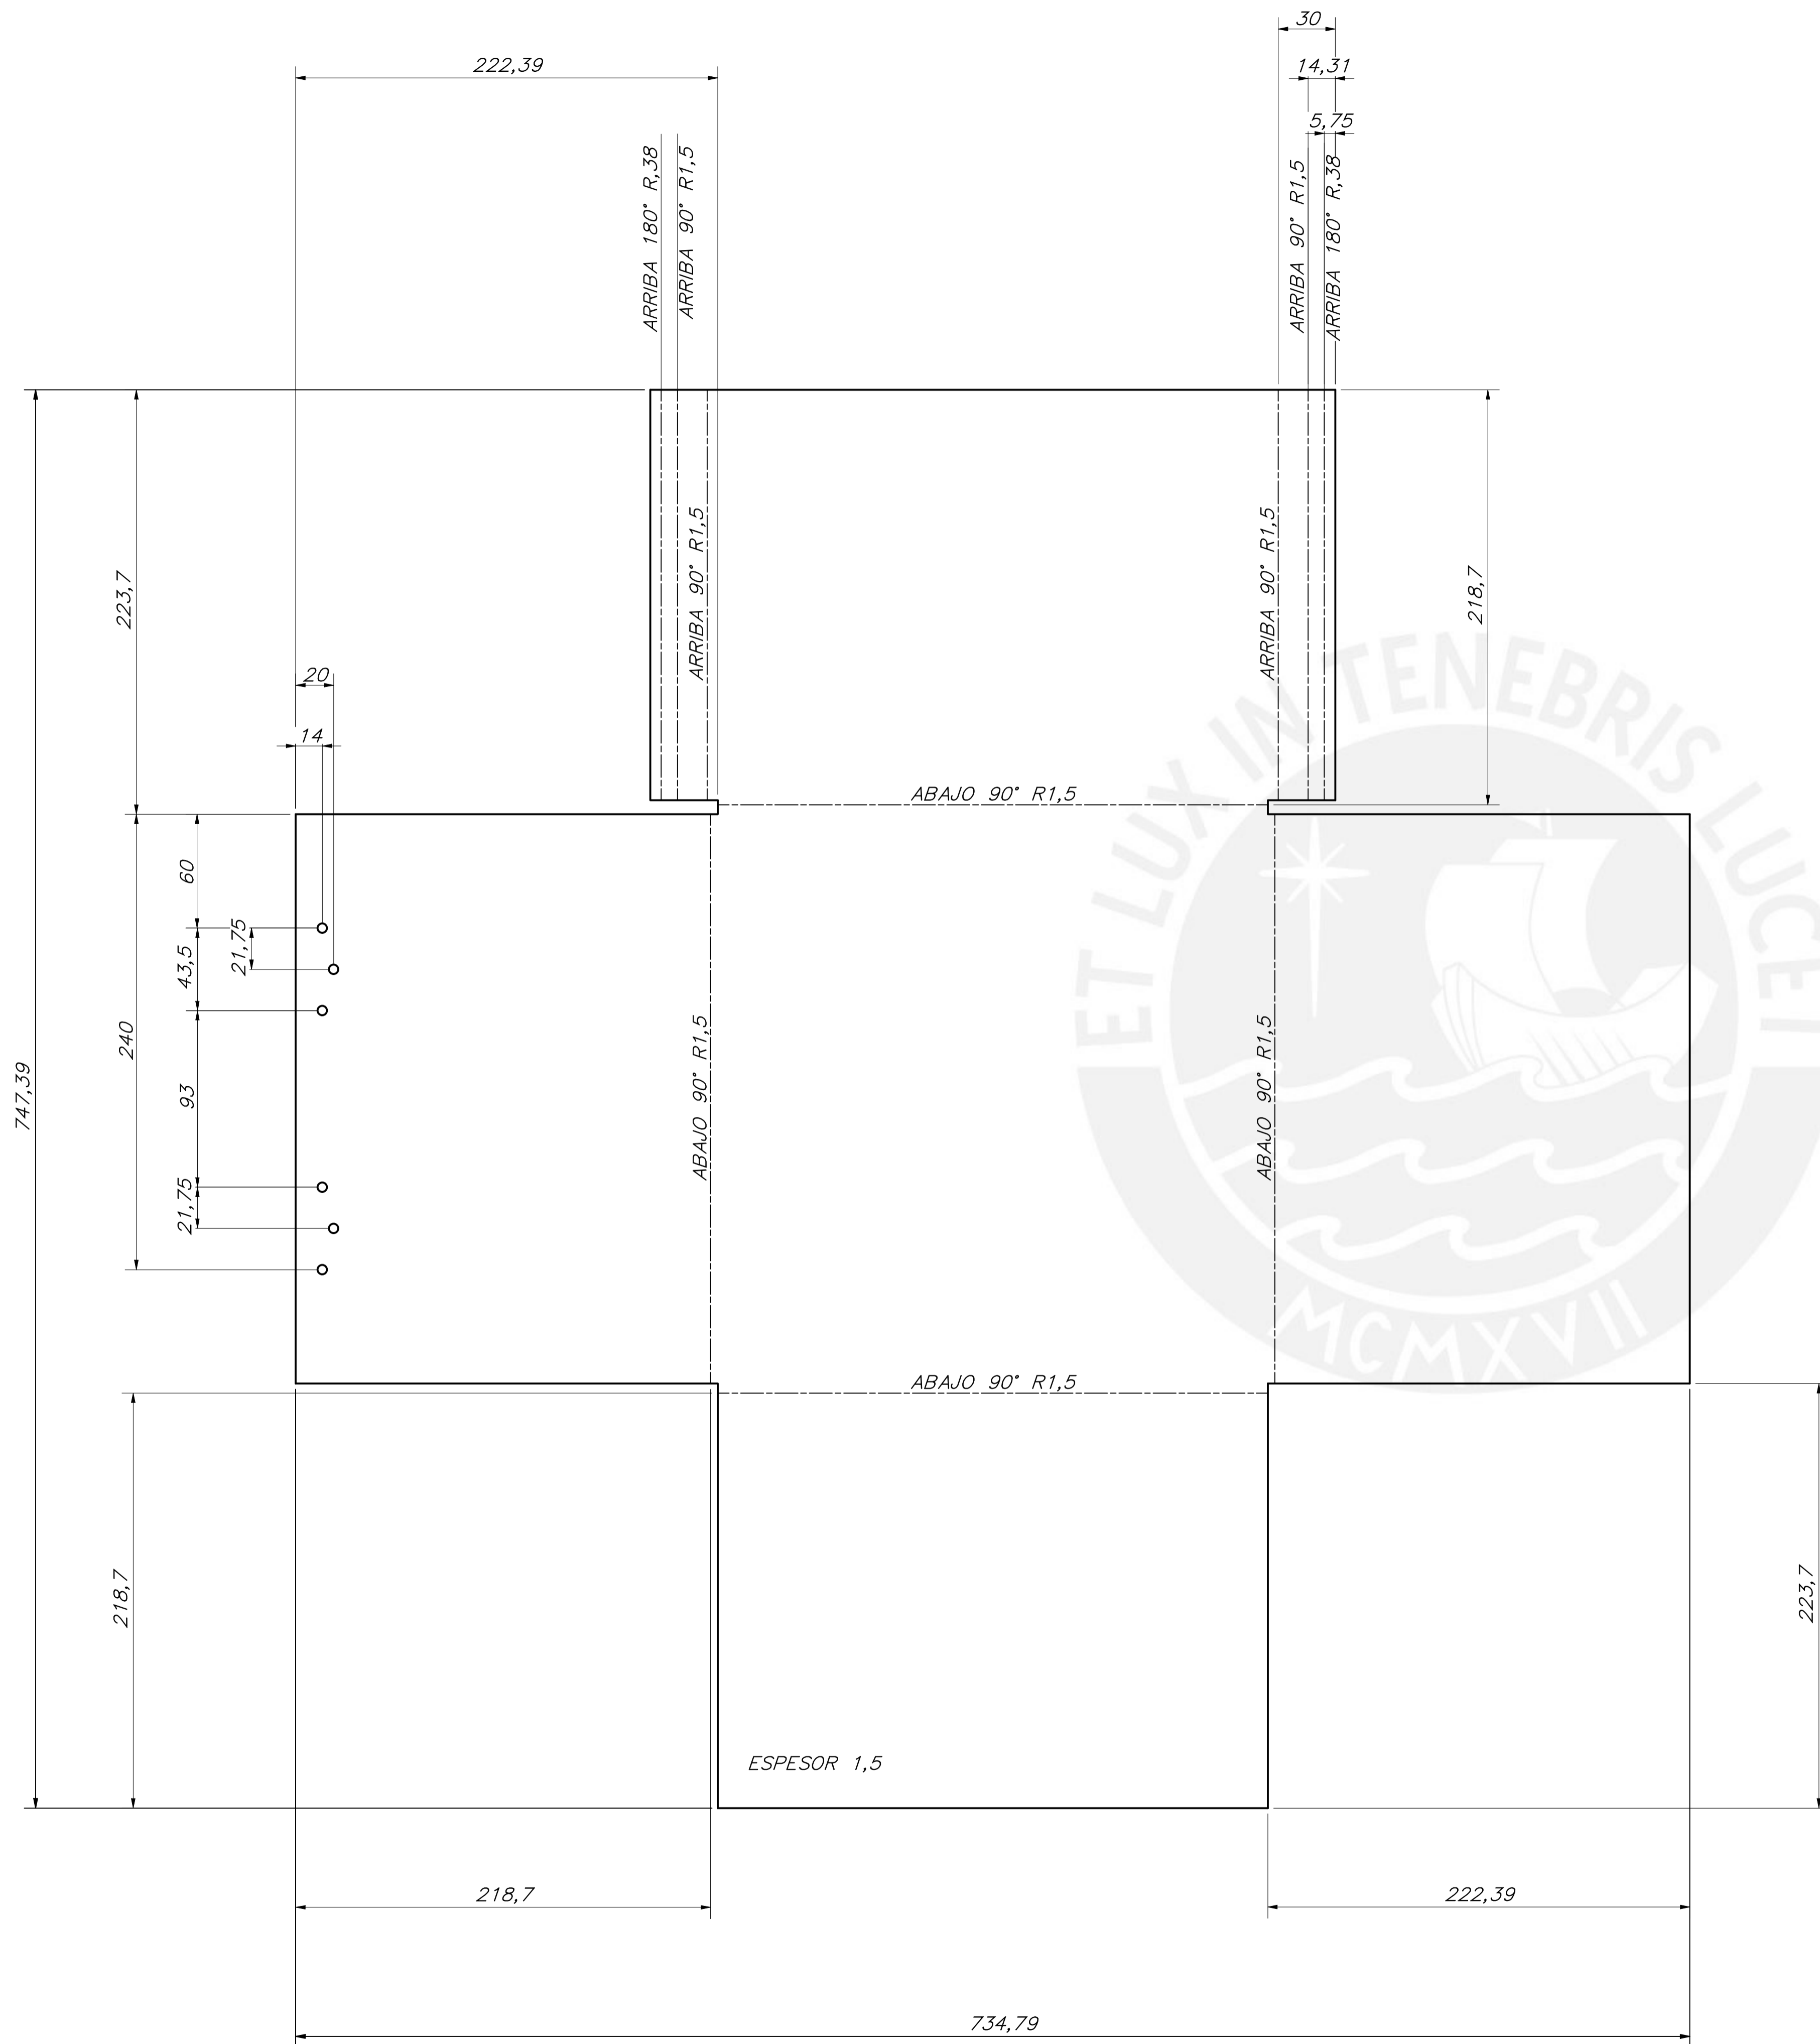 30
222,39
14,31
5,75
ARRIBA 180° R,38
ARRIBA 90° R1,5
ARRIBA 90° R1,5
ARRIBA 180° R,38
ARRIBA 90° R1,5
ARRIBA 90° R1,5
223,7
218,7
20
14
ABAJO 90° R1,5
60
43,5
21,75
240
93
21,75
747,39
ABAJO 90° R1,5
ABAJO 90° R1,5
ET LUX IN TENEBRIS LUCET
MCMXVII
ABAJO 90° R1,5
218,7
223,7
ESPESOR 1,5
218,7
222,39
734,79